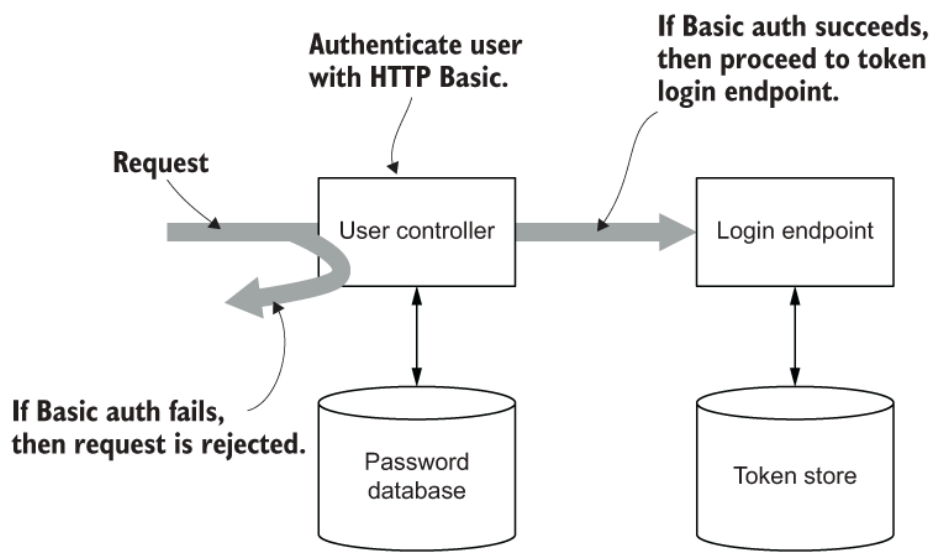 Authenticate user
with HTTP Basic.
If Basic auth succeeds,
then proceed to token
login endpoint.
Request
User controller
Login endpoint
If Basic auth fails,
then request is rejected.
Password
database
Token store